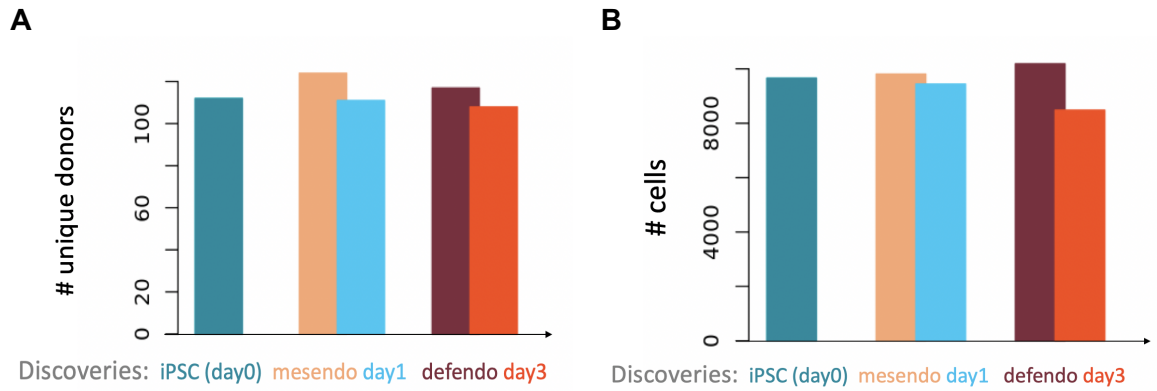 A
# unique donors
100
60
20
0
Discoveries: iPSC (day0) mesendo day1 defendo day3
B
# cells
8000
4000
0
Discoveries: iPSC (day0) mesendo day1 defendo day3